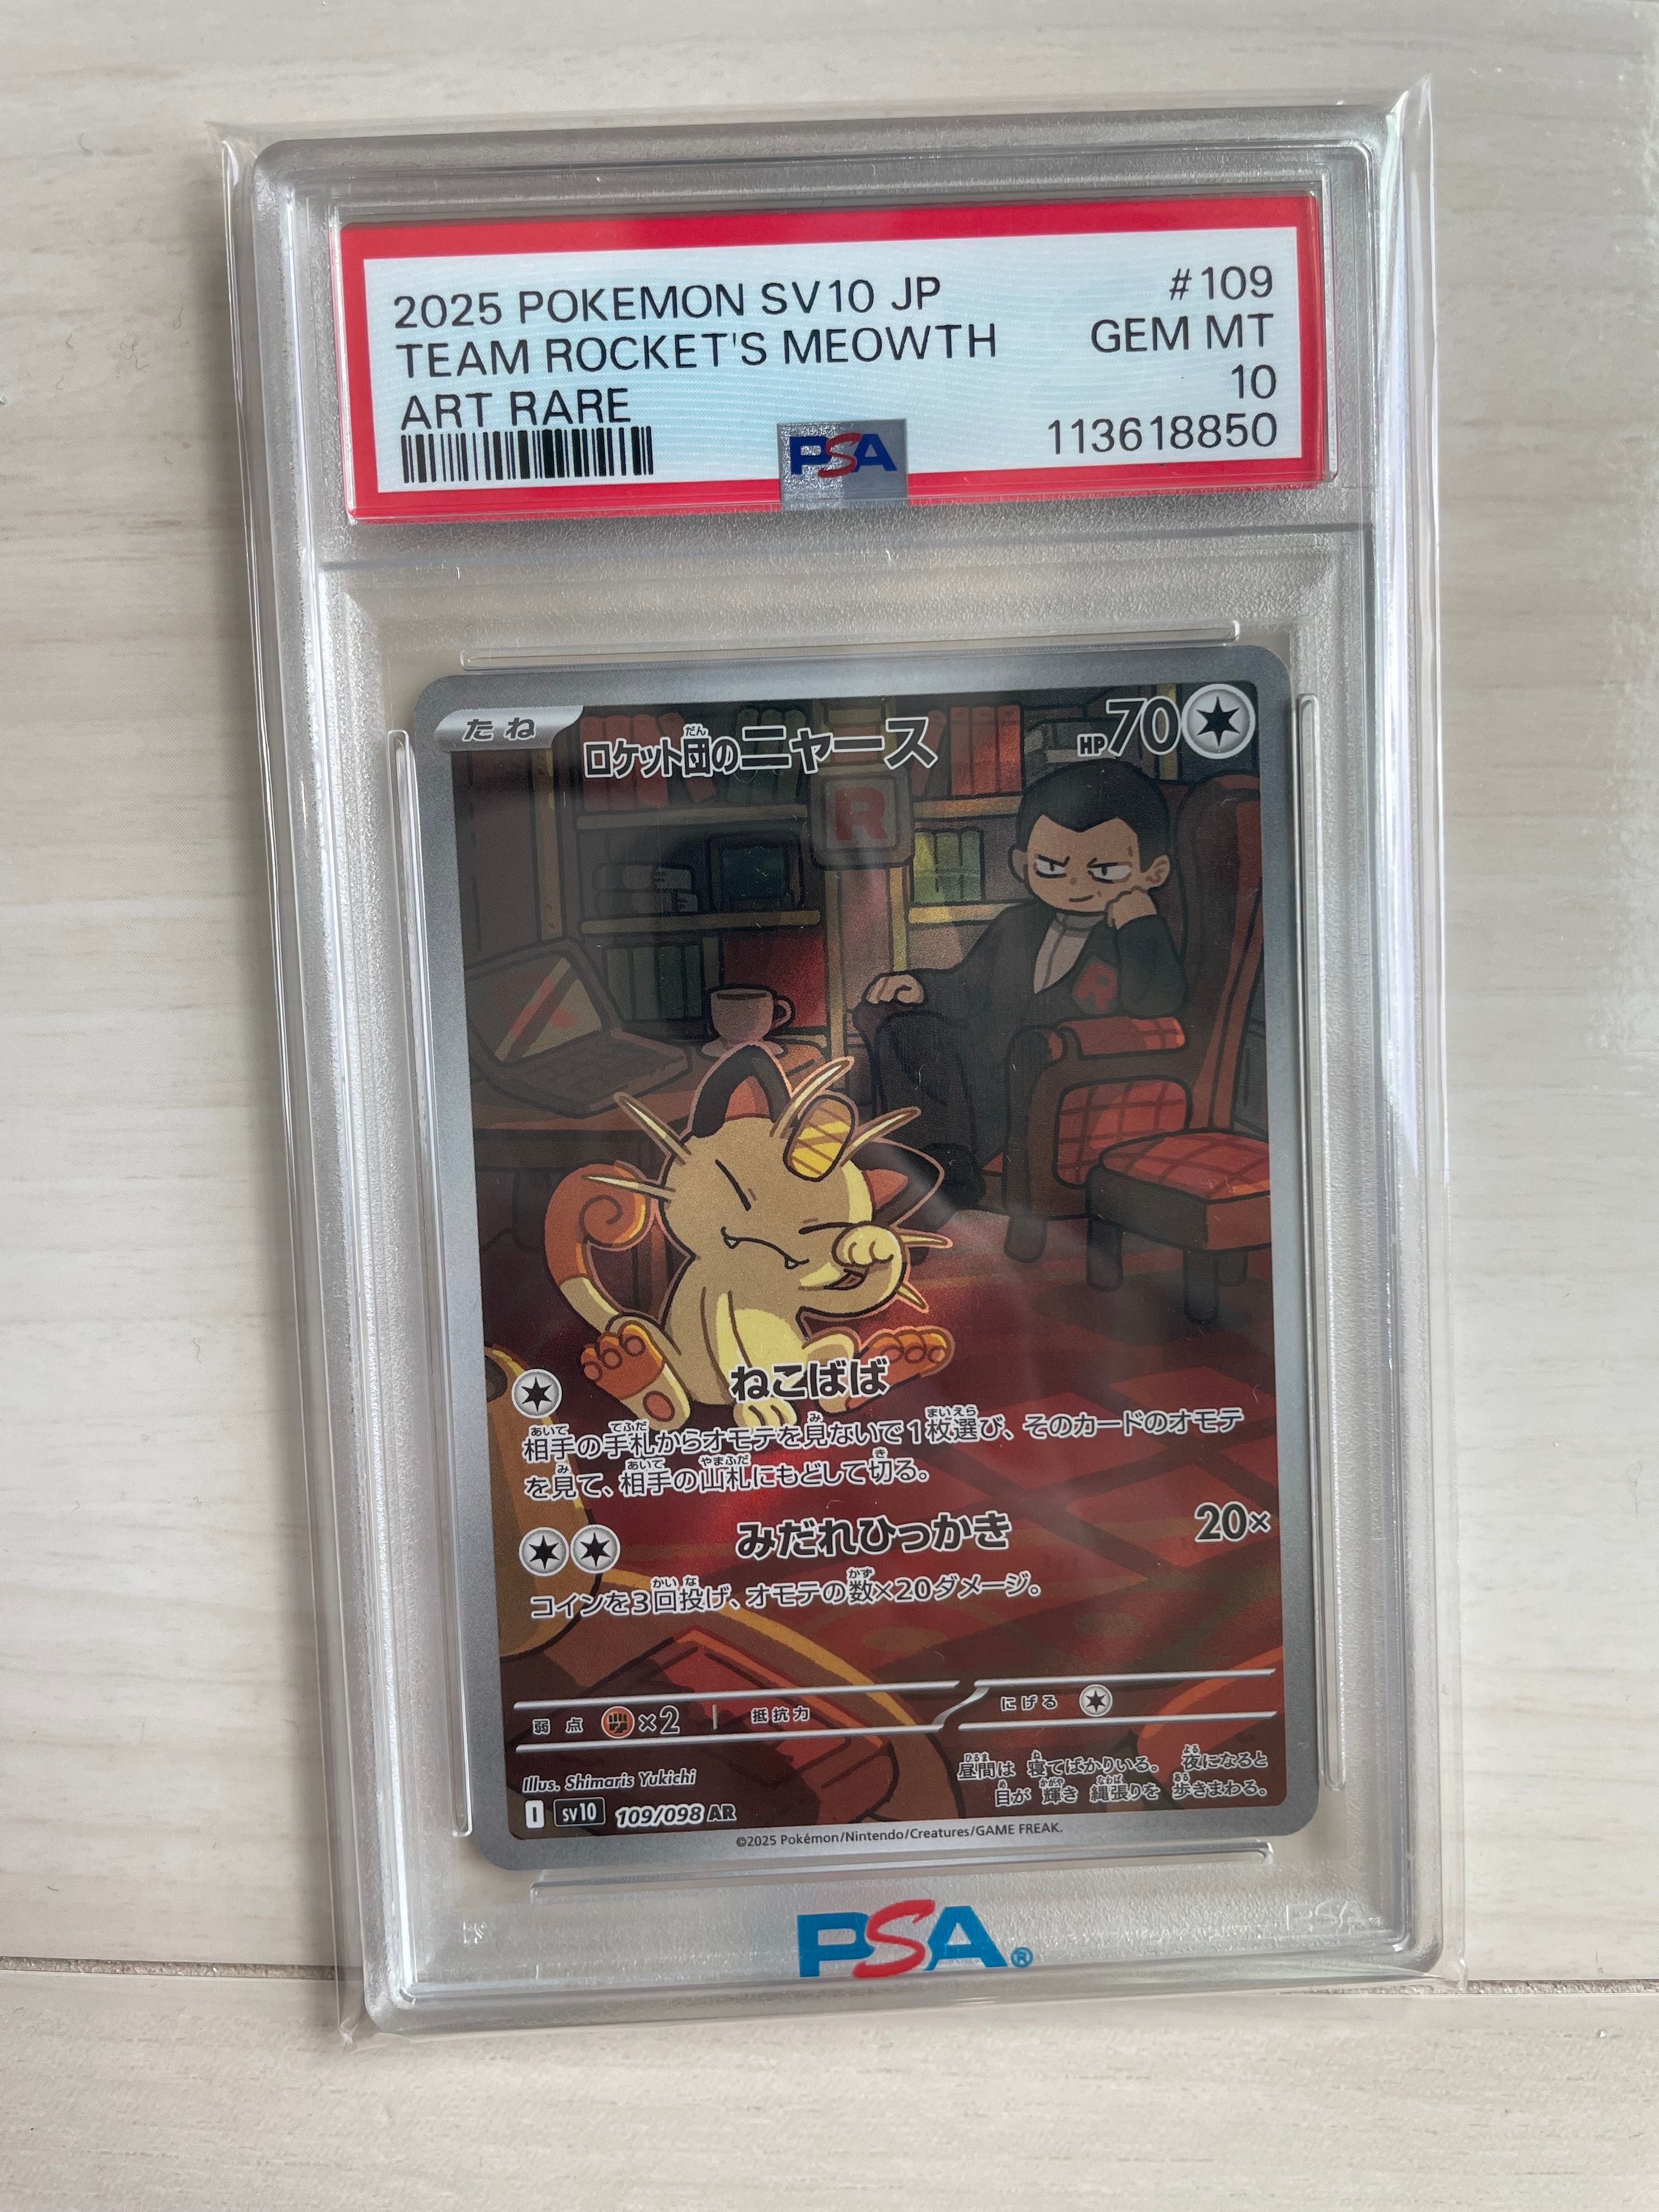 2025 POKEMON SV10 JP #109
TEAM ROCKET'S MEOWTH GEM MT
ART RARE 10
PSA 113618850
たね ロケット団のニャース HP70
だん
R
R
ねこばば
相手の手札からオモテを見ないで1枚選び、そのカードのオモテ
を見て、相手の山札にもどして切る。
みだれひっかき 20×
コインを3回投げ、オモテの数×20ダメージ。
弱点 ×2 抵抗力 にげる
Illus. Shimaris Yukichi
昼間は 寝てばかりいる。 夜になると
目が 輝き 縄張りを 歩きまわる。
I SV10 109/098 AR
©2025 Pokémon/Nintendo/Creatures/GAME FREAK.
PSA®
PSA